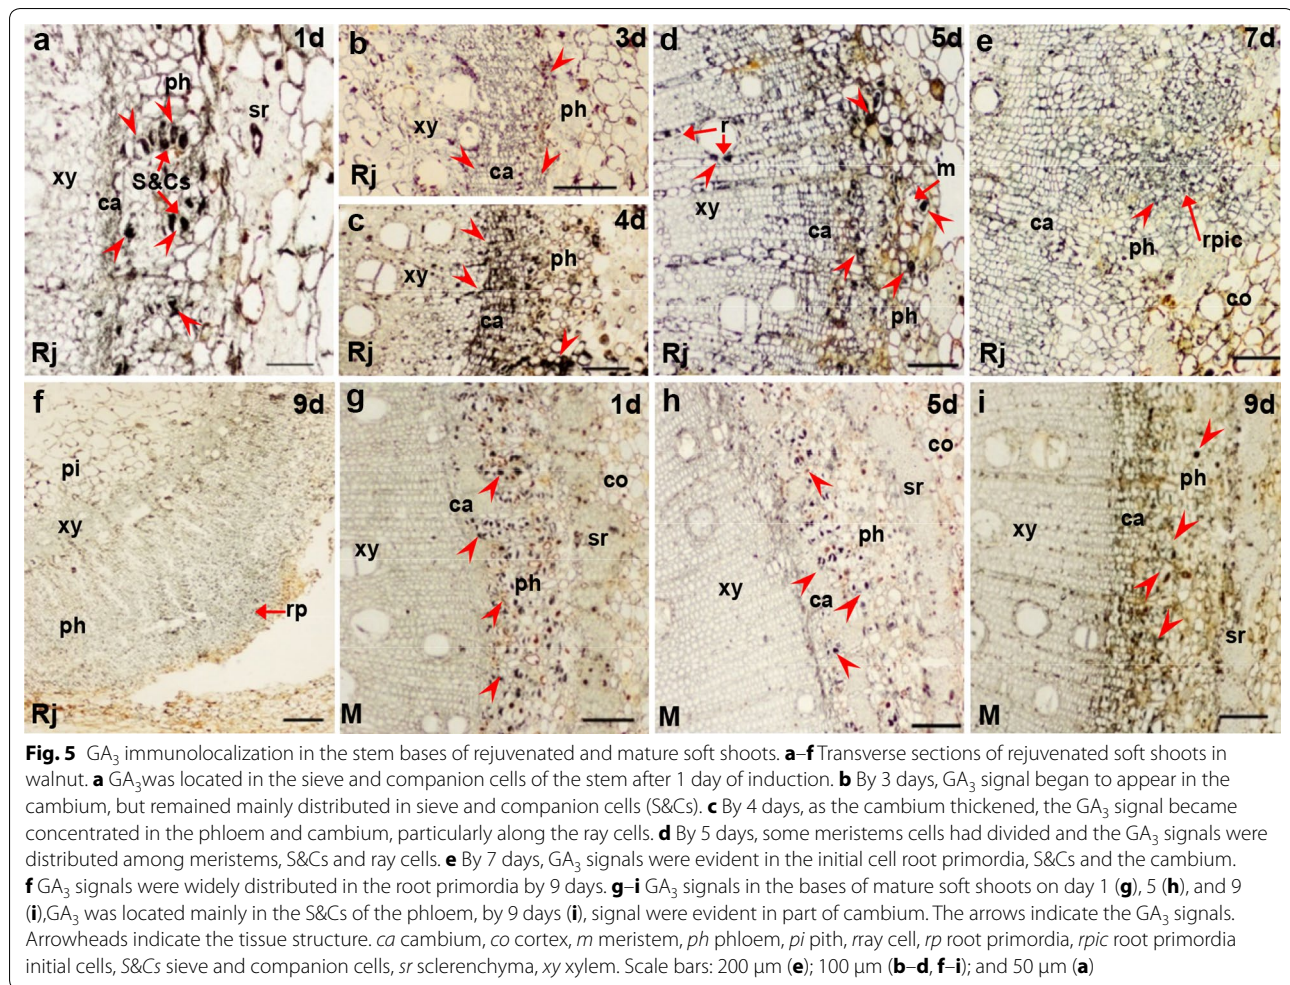 a
1d
ph
sr
xy
S&Cs
ca
Rj
b
3d
xy
ph
ca
Rj
c
4d
ph
xy
ca
Rj
d
5d
r
m
xy
ca
ph
Rj
e
7d
ca
ph
rpic
co
Rj
f
9d
pi
xy
ph
rp
Rj
g
1d
co
ca
sr
xy
ph
M
h
5d
co
sr
ph
xy
ca
M
i
9d
ph
ca
xy
sr
M
Fig. 5 GA3 immunolocalization in the stem bases of rejuvenated and mature soft shoots. a–f Transverse sections of rejuvenated soft shoots in
walnut. a GA3was located in the sieve and companion cells of the stem after 1 day of induction. b By 3 days, GA3 signal began to appear in the
cambium, but remained mainly distributed in sieve and companion cells (S&Cs). c By 4 days, as the cambium thickened, the GA3 signal became
concentrated in the phloem and cambium, particularly along the ray cells. d By 5 days, some meristems cells had divided and the GA3 signals were
distributed among meristems, S&Cs and ray cells. e By 7 days, GA3 signals were evident in the initial cell root primordia, S&Cs and the cambium.
f GA3 signals were widely distributed in the root primordia by 9 days. g–i GA3 signals in the bases of mature soft shoots on day 1 (g), 5 (h), and 9
(i),GA3 was located mainly in the S&Cs of the phloem, by 9 days (i), signal were evident in part of cambium. The arrows indicate the GA3 signals.
Arrowheads indicate the tissue structure. ca cambium, co cortex, m meristem, ph phloem, pi pith, rray cell, rp root primordia, rpic root primordia
initial cells, S&Cs sieve and companion cells, sr sclerenchyma, xy xylem. Scale bars: 200 μm (e); 100 μm (b–d, f–i); and 50 μm (a)